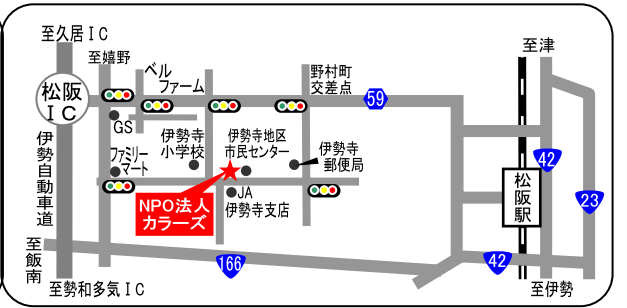 至久居IC
至嬉野
ベル
ファーム
野村町
交差点
至津
松阪
IC
59
GS
伊勢寺
小学校
伊勢寺地区
市民センター
伊勢寺
郵便局
ファミリー
マート
伊勢自動車道
NPO法人
カラーズ
JA
伊勢寺支店
松阪駅
42
23
至飯南
166
42
至勢和多気IC
至伊勢